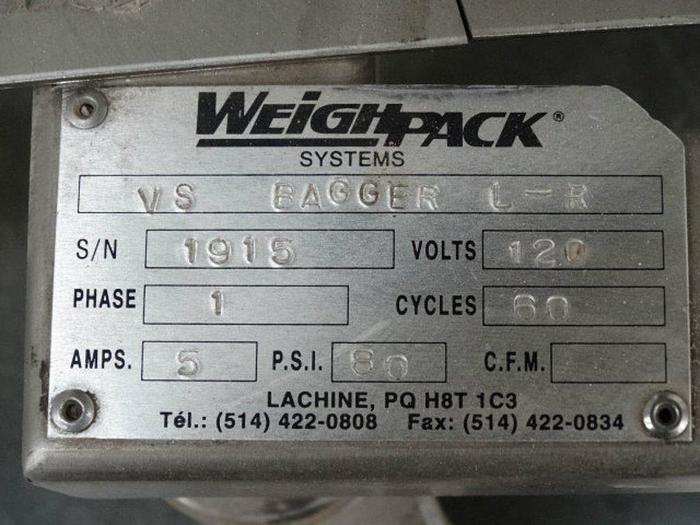 WEIGHPACK®
SYSTEMS
VS BAGGER L-R
S/N 1915 VOLTS 120
PHASE 1 CYCLES 60
AMPS. 5 P.S.I. 80 C.F.M.
LACHINE, PQ H8T 1C3
Tél.: (514) 422-0808 Fax: (514) 422-0834